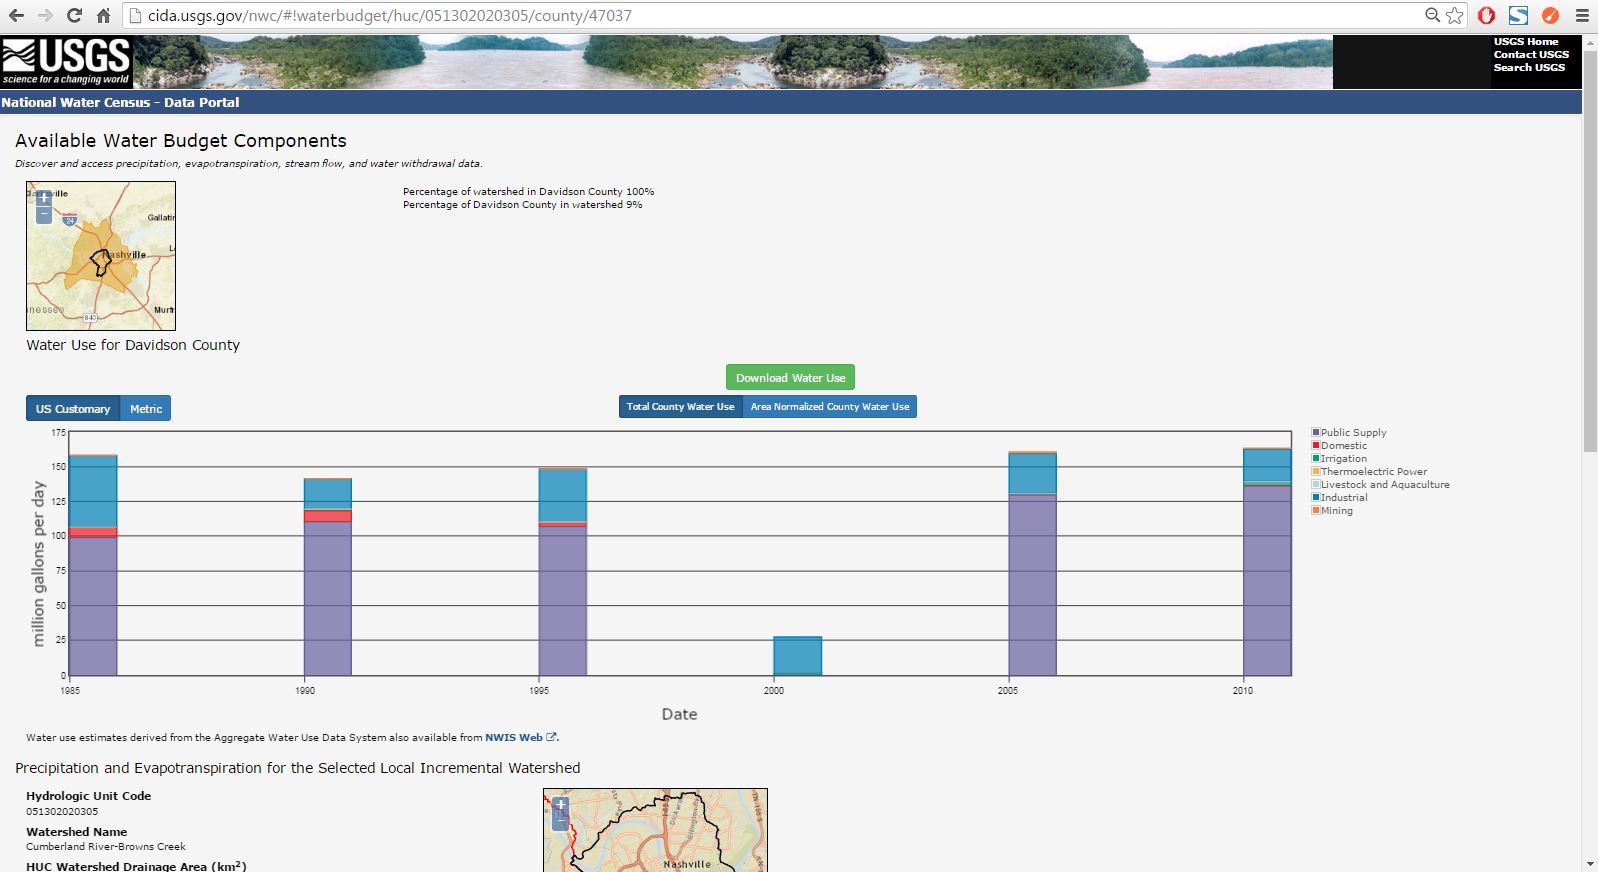 cida.usgs.gov/nwc/#!waterbudget/huc/051302020305/county/47037
USGS
science for a changing world
USGS Home
Contact USGS
Search USGS
National Water Census - Data Portal
Available Water Budget Components
Discover and access precipitation, evapotranspiration, stream flow, and water withdrawal data.
Percentage of watershed in Davidson County 100%
Percentage of Davidson County in watershed 9%
+
−
24
Gallatin
Nashville
nessee
840
Murfr
Water Use for Davidson County
Download Water Use
US Customary Metric
Total County Water Use Area Normalized County Water Use
175
150
125
100
75
50
25
0
million gallons per day
1985 1990 1995 2000 2005 2010
Date
Public Supply
Domestic
Irrigation
Thermoelectric Power
Livestock and Aquaculture
Industrial
Mining
Water use estimates derived from the Aggregate Water Use Data System also available from NWIS Web.
Precipitation and Evapotranspiration for the Selected Local Incremental Watershed
Hydrologic Unit Code
051302020305
Watershed Name
Cumberland River-Browns Creek
HUC Watershed Drainage Area (km²)
+
−
Nashville